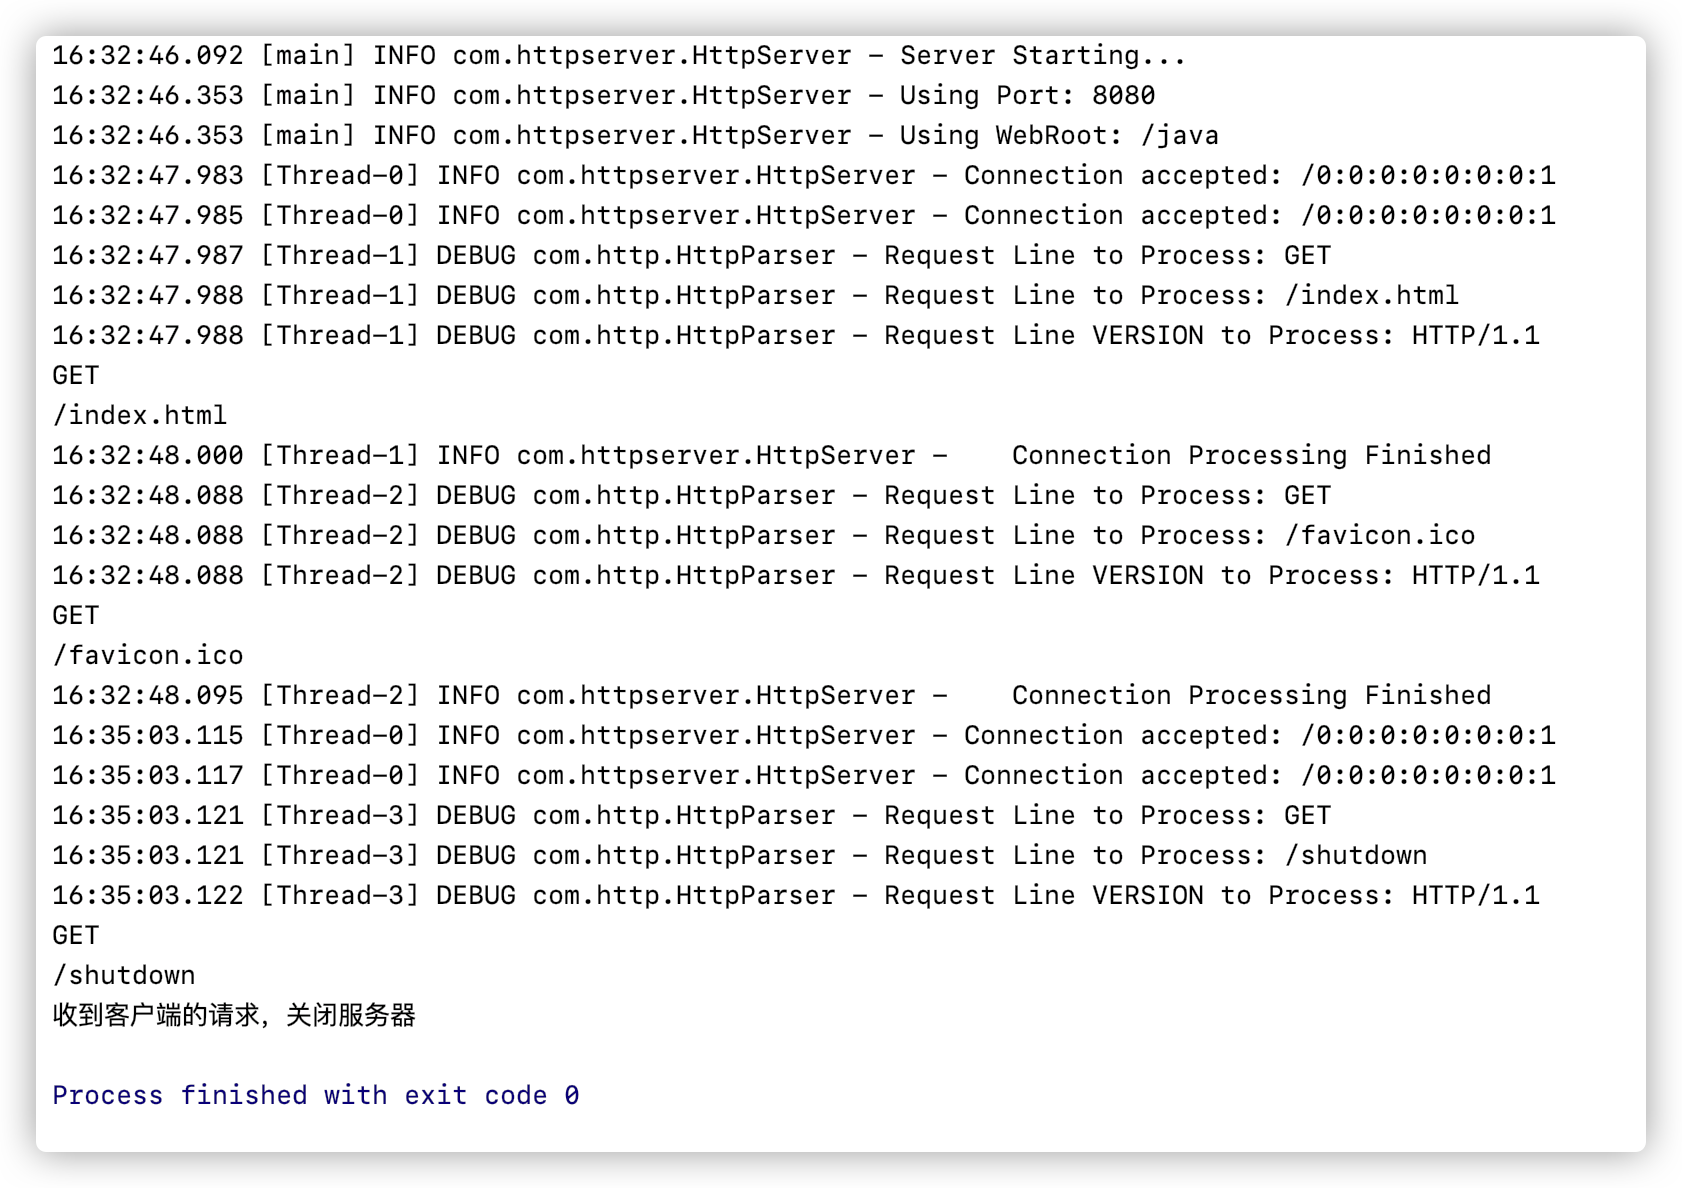 16:32:46.092 [main] INFO com.httpserver.HttpServer - Server Starting...
16:32:46.353 [main] INFO com.httpserver.HttpServer - Using Port: 8080
16:32:46.353 [main] INFO com.httpserver.HttpServer - Using WebRoot: /java
16:32:47.983 [Thread-0] INFO com.httpserver.HttpServer - Connection accepted: /0:0:0:0:0:0:0:1
16:32:47.985 [Thread-0] INFO com.httpserver.HttpServer - Connection accepted: /0:0:0:0:0:0:0:1
16:32:47.987 [Thread-1] DEBUG com.http.HttpParser - Request Line to Process: GET
16:32:47.988 [Thread-1] DEBUG com.http.HttpParser - Request Line to Process: /index.html
16:32:47.988 [Thread-1] DEBUG com.http.HttpParser - Request Line VERSION to Process: HTTP/1.1
GET
/index.html
16:32:48.000 [Thread-1] INFO com.httpserver.HttpServer -    Connection Processing Finished
16:32:48.088 [Thread-2] DEBUG com.http.HttpParser - Request Line to Process: GET
16:32:48.088 [Thread-2] DEBUG com.http.HttpParser - Request Line to Process: /favicon.ico
16:32:48.088 [Thread-2] DEBUG com.http.HttpParser - Request Line VERSION to Process: HTTP/1.1
GET
/favicon.ico
16:32:48.095 [Thread-2] INFO com.httpserver.HttpServer -    Connection Processing Finished
16:35:03.115 [Thread-0] INFO com.httpserver.HttpServer - Connection accepted: /0:0:0:0:0:0:0:1
16:35:03.117 [Thread-0] INFO com.httpserver.HttpServer - Connection accepted: /0:0:0:0:0:0:0:1
16:35:03.121 [Thread-3] DEBUG com.http.HttpParser - Request Line to Process: GET
16:35:03.121 [Thread-3] DEBUG com.http.HttpParser - Request Line to Process: /shutdown
16:35:03.122 [Thread-3] DEBUG com.http.HttpParser - Request Line VERSION to Process: HTTP/1.1
GET
/shutdown
收到客户端的请求，关闭服务器
Process finished with exit code 0